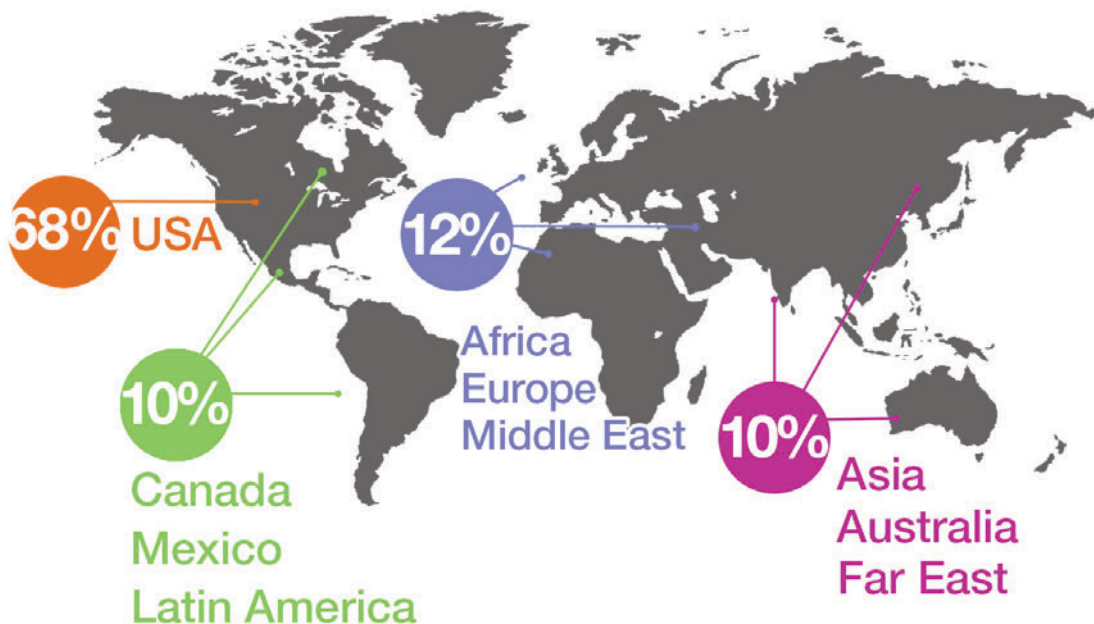 68% USA
12%
Africa
Europe
Middle East
10%
Canada
Mexico
Latin America
10%
Asia
Australia
Far East